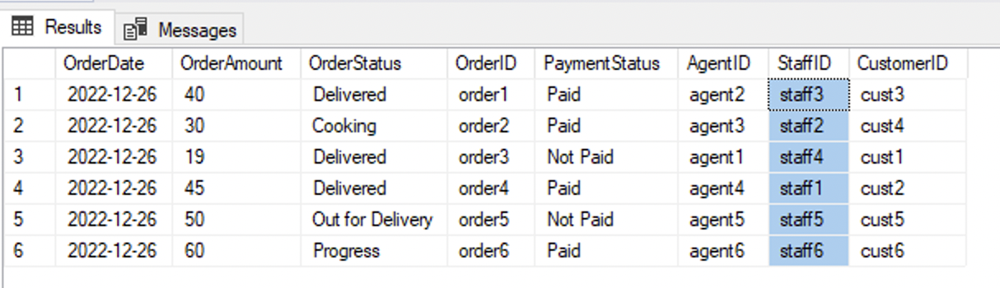 Results Messages
OrderDate OrderAmount OrderStatus OrderID PaymentStatus AgentID StaffID CustomerID
1 2022-12-26 40 Delivered order1 Paid agent2 staff3 cust3
2 2022-12-26 30 Cooking order2 Paid agent3 staff2 cust4
3 2022-12-26 19 Delivered order3 Not Paid agent1 staff4 cust1
4 2022-12-26 45 Delivered order4 Paid agent4 staff1 cust2
5 2022-12-26 50 Out for Delivery order5 Not Paid agent5 staff5 cust5
6 2022-12-26 60 Progress order6 Paid agent6 staff6 cust6